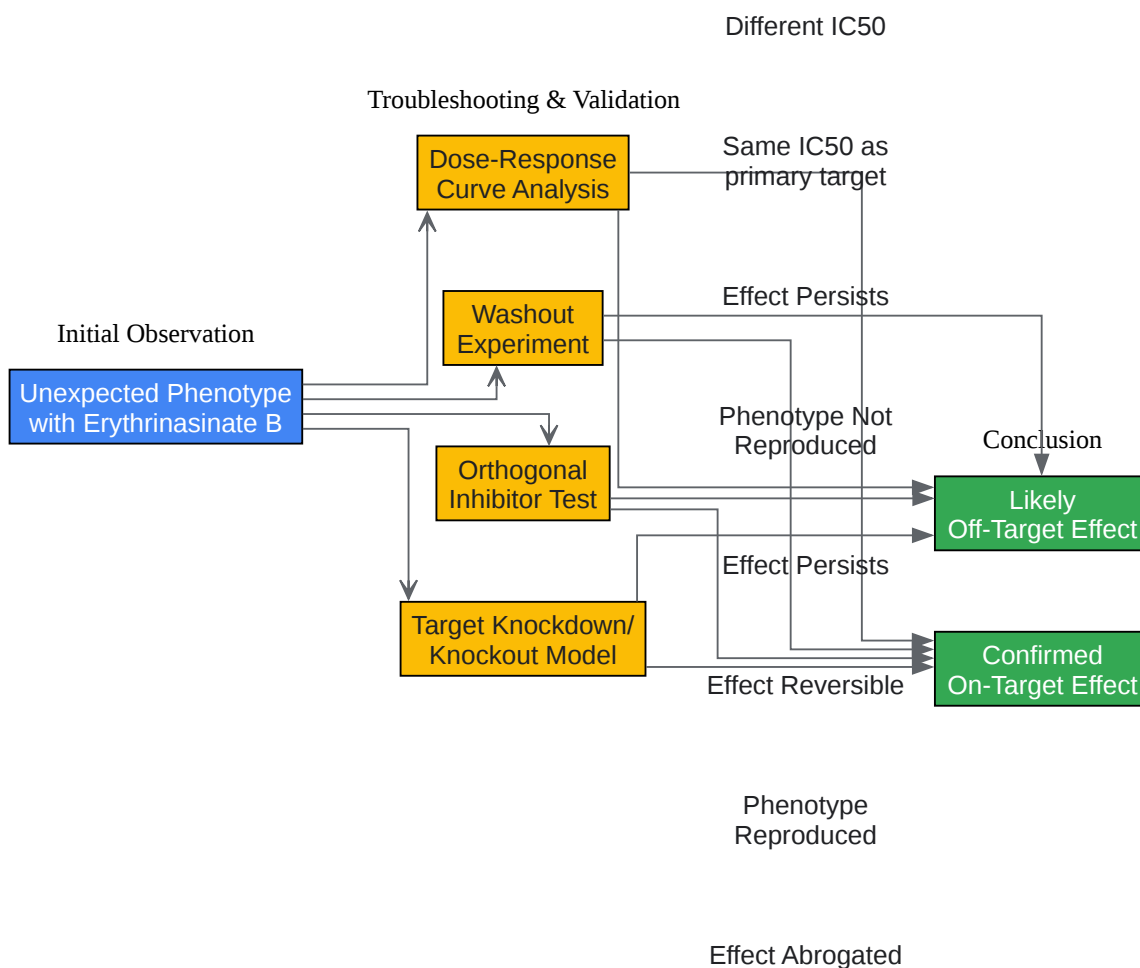 Different IC50
Troubleshooting & Validation
Dose-Response
Curve Analysis
Same IC50 as
primary target
Washout
Experiment
Effect Persists
Initial Observation
Unexpected Phenotype
with Erythrinasinate B
Phenotype Not
Reproduced
Conclusion
Orthogonal
Inhibitor Test
Likely
Off-Target Effect
Effect Persists
Target Knockdown/
Knockout Model
Confirmed
On-Target Effect
Effect Reversible
Phenotype
Reproduced
Effect Abrogated